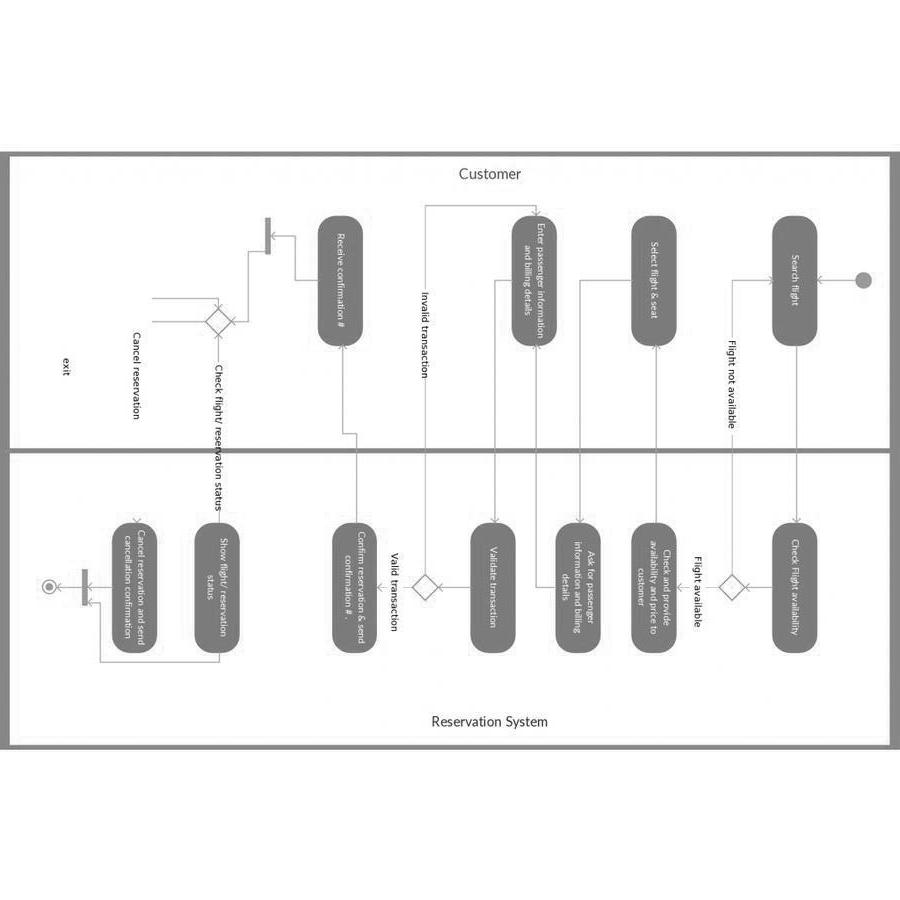 Customer
Search flight
Flight not available
Select flight & seat
Enter passenger information
and billing details
Invalid transaction
Receive confirmation #
Check flight/ reservation status
Cancel reservation
exit
Check Flight availability
Flight available
Check and provide
availability and price to
customer
Ask for passenger
information and billing
details
Validate transaction
Valid transaction
Confirm reservation & send
confirmation # .
Show flight/ reservation
status
Cancel reservation and send
cancellation confirmation
Reservation System